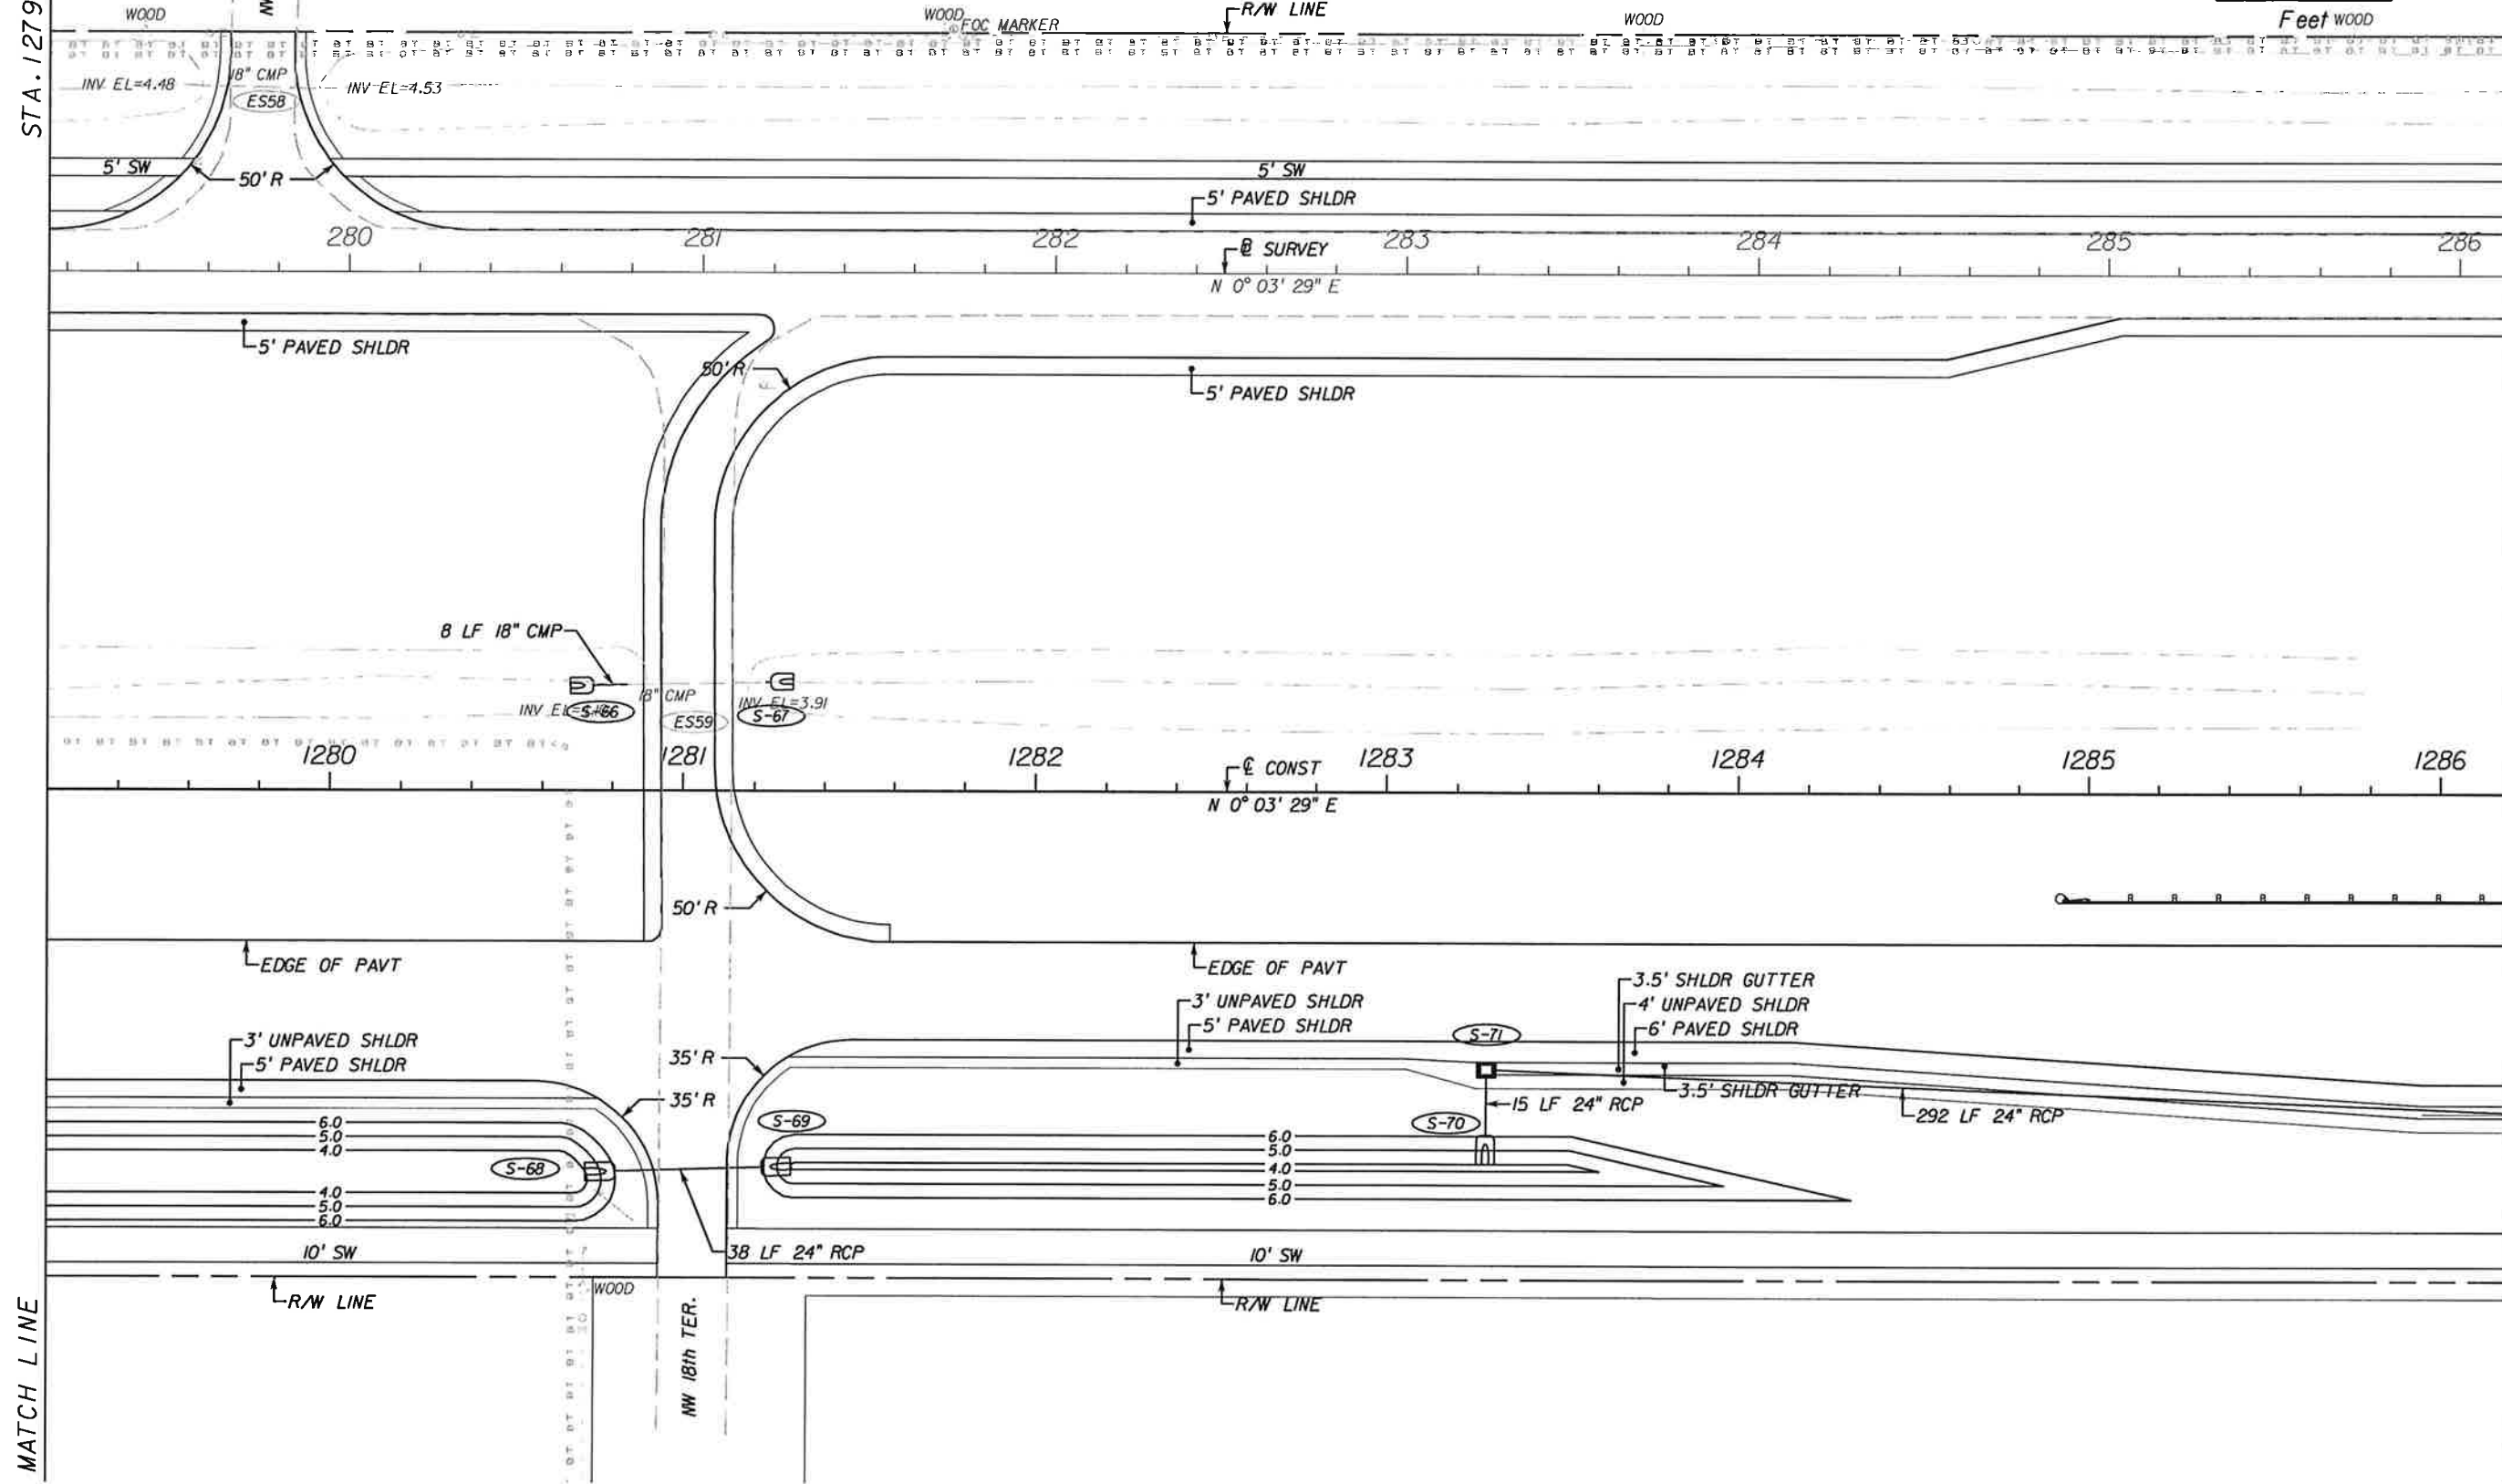 STA. 1279
WOOD
WOOD
FOC MARKER
R/W LINE
WOOD
Feet WOOD
INV EL=4.48
18" CMP
INV EL=4.53
ES58
5' SW
50' R
5' SW
5' PAVED SHLDR
280
281
282
283
284
285
286
B SURVEY
N 0° 03' 29" E
5' PAVED SHLDR
50' R
5' PAVED SHLDR
8 LF 18" CMP
18" CMP
INV EL=
S-66
ES59
INV EL=3.91
S-67
1280
1281
1282
1283
1284
1285
1286
CL CONST
N 0° 03' 29" E
50' R
EDGE OF PAVT
EDGE OF PAVT
3.5' SHLDR GUTTER
3' UNPAVED SHLDR
4' UNPAVED SHLDR
5' PAVED SHLDR
6' PAVED SHLDR
S-71
3' UNPAVED SHLDR
5' PAVED SHLDR
35' R
35' R
3.5' SHLDR GUTTER
15 LF 24" RCP
292 LF 24" RCP
S-69
S-70
6.0
5.0
4.0
S-68
4.0
5.0
6.0
6.0
5.0
4.0
5.0
6.0
10' SW
38 LF 24" RCP
10' SW
R/W LINE
WOOD
R/W LINE
NW 18th TER.
MATCH LINE